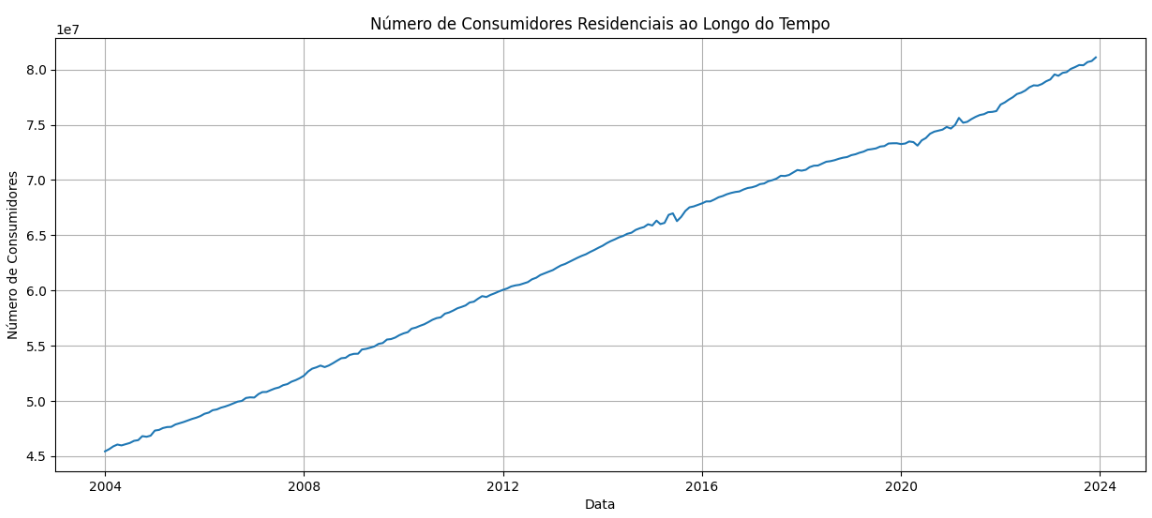 Número de Consumidores Residenciais ao Longo do Tempo
1e7
8.0
7.5
7.0
6.5
6.0
5.5
5.0
4.5
Número de Consumidores
2004 2008 2012 2016 2020 2024
Data